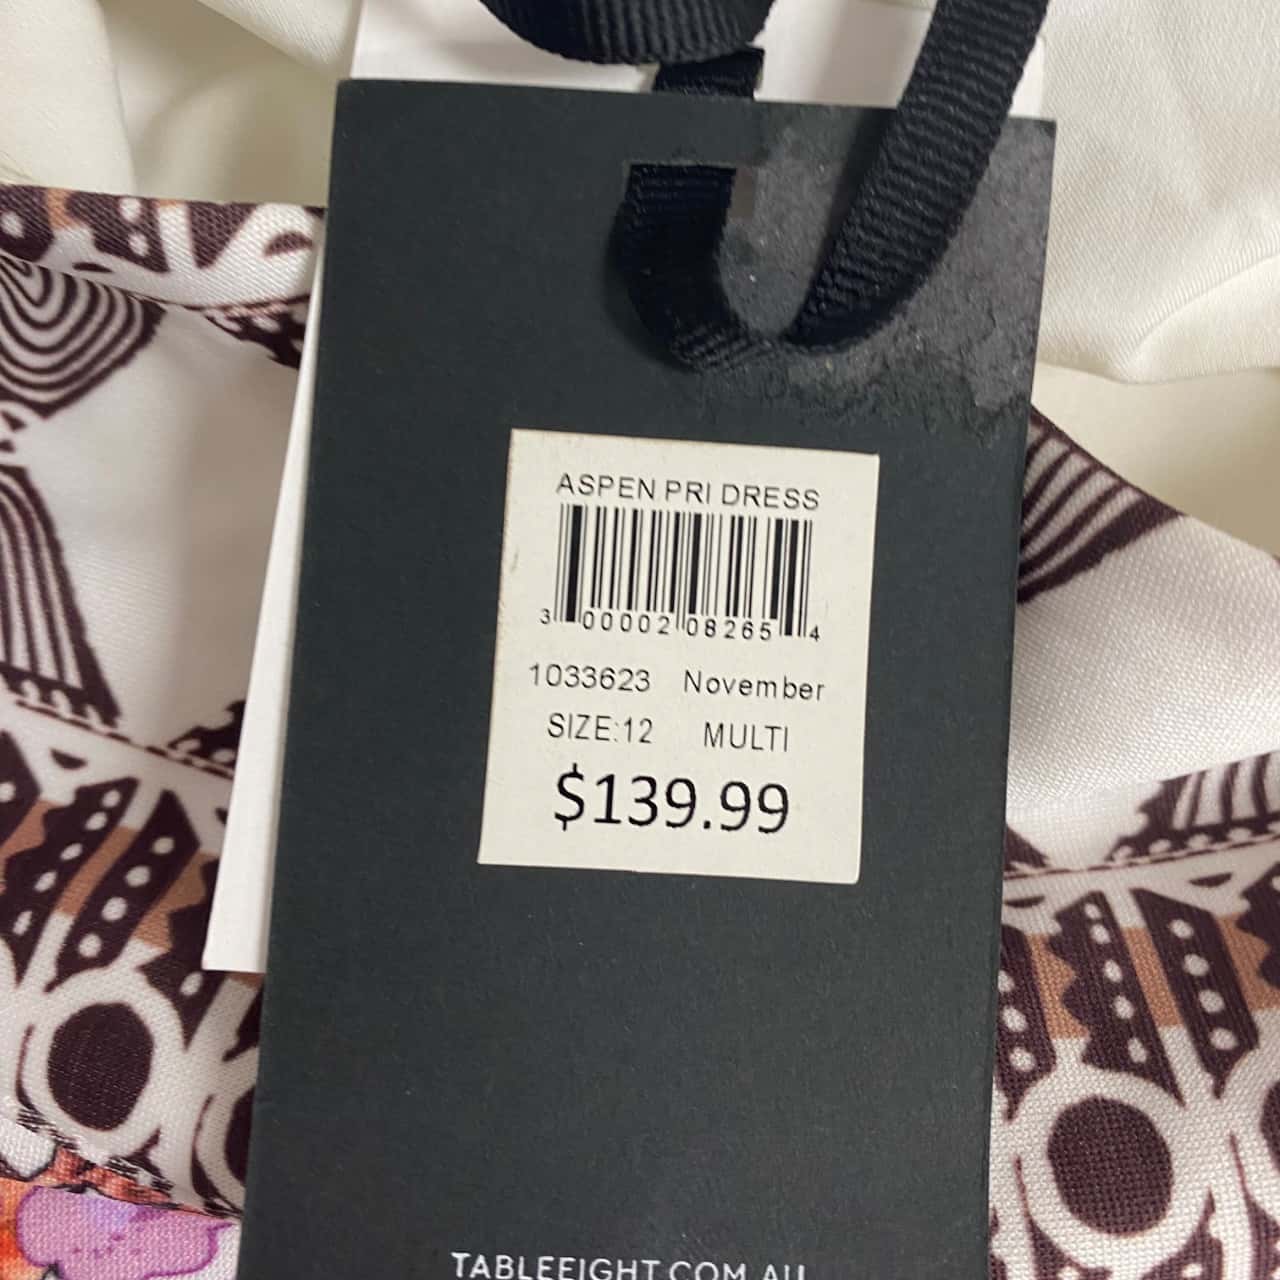 ASPEN PRI DRESS
3 00002 08265 4
1033623 November
SIZE:12 MULTI
$139.99
TABLEEIGHT.COM.AU